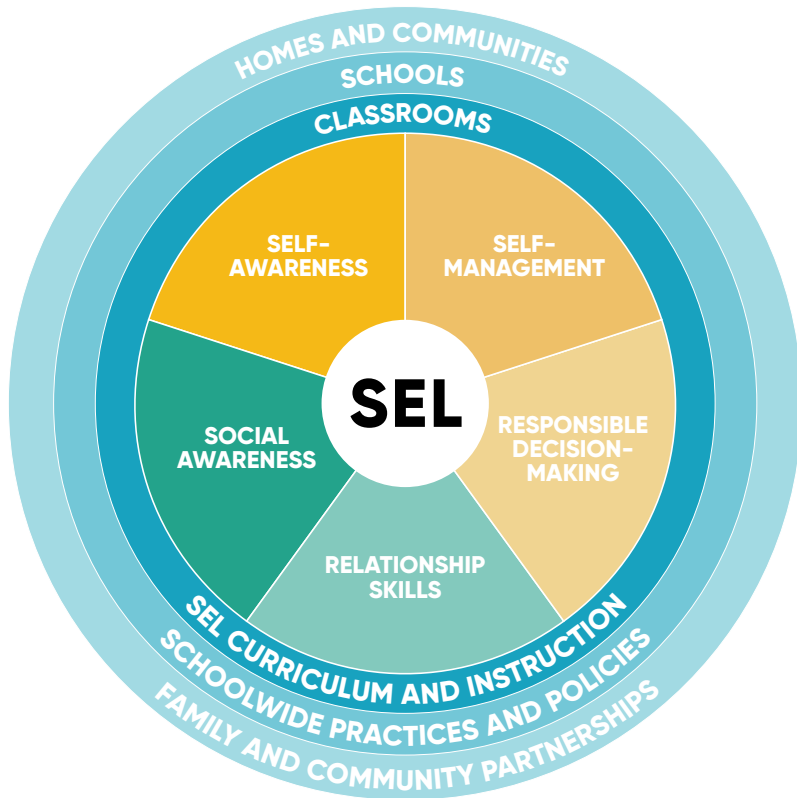 HOMES AND COMMUNITIES
SCHOOLS
CLASSROOMS
SELF-
AWARENESS
SELF-
MANAGEMENT
SEL
SOCIAL
AWARENESS
RESPONSIBLE
DECISION-
MAKING
RELATIONSHIP
SKILLS
SEL CURRICULUM AND INSTRUCTION
SCHOOLWIDE PRACTICES AND POLICIES
FAMILY AND COMMUNITY PARTNERSHIPS